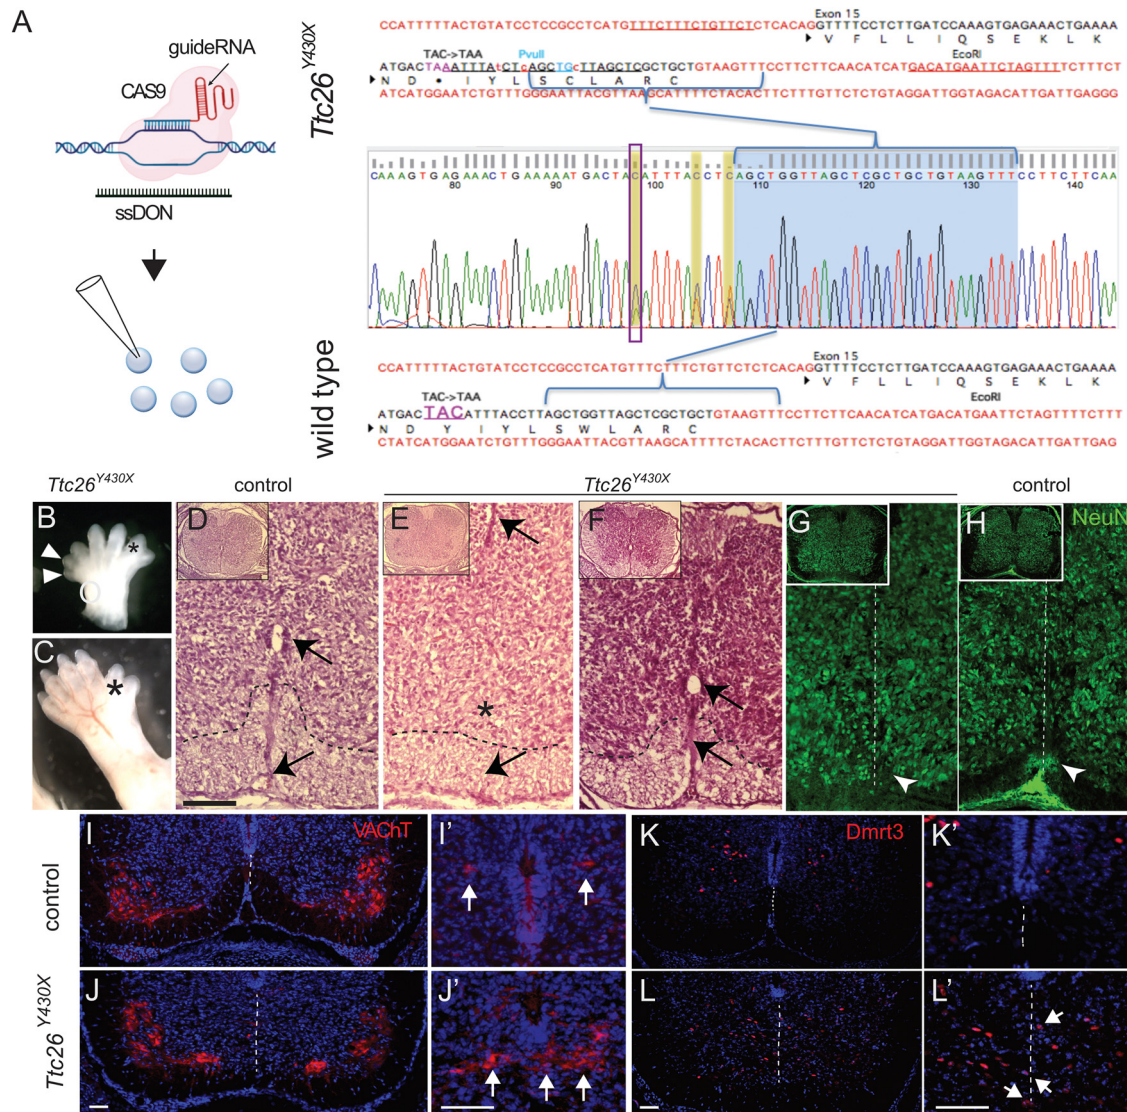 A
guideRNA
CAS9
ssDON
Ttc26Y430X
Exon 15
CCATTTTTACTGTATCCTCCGCCTCATGTTTCTTTCTGTTCTCTCACAGGTTTTCCTCTTGATCCAAAGTGAGAAACTGAAAA
V F L L I Q S E K L K
TAC->TAA
PvuII
EcoRI
ATGACTAAATTTAtCTcAGCTGcTTAGCTCGCTGCTGTAAGTTTCCTTCTTCAACATCATGACATGAATTCTAGTTTTCTTTCT
N D • I Y L S C L A R C
ATCATGGAATCTGTTTGGGAATTACGTTAAGCATTTTCTACACTTCTTTGTTCTCTGTAGGATTGGTAGACATTGATTGAGGG
CAAAGTGAGAAACTGAAAAATGACTACATTTACCTCAGCTGGTTAGCTCGCTGCTGTAAGTTTCCTTCTTCAA
80 90 100 110 120 130 140
wild type
Exon 15
CCATTTTTACTGTATCCTCCGCCTCATGTTTCTTTCTGTTCTCTCACAGGTTTTCCTCTTGATCCAAAGTGAGAAACTGAAAA
V F L L I Q S E K L K
TAC->TAA
EcoRI
ATGACTACATTTACCTTAGCTGGTTAGCTCGCTGCTGTAAGTTTCCTTCTTCAACATCATGACATGAATTCTAGTTTTCTTT
N D Y I Y L S W L A R C
CTATCATGGAATCTGTTTGGGAATTACGTTAAGCATTTTCTACACTTCTTTGTTCTCTGTAGGATTGGTAGACATTGATTGAG
Ttc26Y430X
control
Ttc26Y430X
control
B
*
C
*
D
E
*
F
G
H
NeuN
control
I
VAChT
I'
K
Dmrt3
K'
Ttc26Y430X
J
J'
L
L'